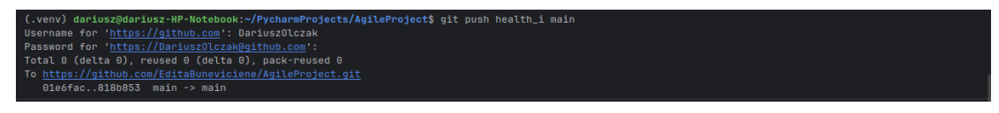 (.venv) dariusz@dariusz-HP-Notebook:~/PycharmProjects/AgileProject$ git push health_i main
Username for 'https://github.com': DariuszOlczak
Password for 'https://DariuszOlczak@github.com':
Total 0 (delta 0), reused 0 (delta 0), pack-reused 0
To https://github.com/EditaBuneviciene/AgileProject.git
   01e6fac..818b853  main -> main